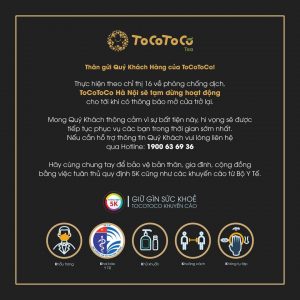 ToCoToCo
Tea
Thân gửi Quý Khách Hàng của ToCoToCo!
Thực hiện theo chỉ thị 16 về phòng chống dịch,
ToCoToCo Hà Nội sẽ tạm dừng hoạt động
cho tới khi có thông báo mở cửa trở lại.
Mong Quý Khách thông cảm vì sự bất tiện này, hi vọng sẽ được
tiếp tục phục vụ các bạn trong thời gian sớm nhất.
Nếu cần hỗ trợ thông tin Quý Khách vui lòng liên hệ
qua Hotline: 1900 63 69 36
Hãy cùng chung tay để bảo vệ bản thân, gia đình, cộng đồng
bằng việc tuân thủ quy định 5K cũng như các khuyến cáo từ Bộ Y Tế.
5K
GIỮ GÌN SỨC KHOẺ
TOCOTOCO KHUYẾN CÁO
Khẩu trang
Khai báo
Y tế
Khử khuẩn
Khoảng cách
Không tụ tập